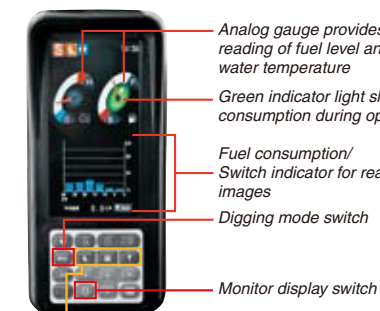 Analog gauge provides
reading of fuel level an
water temperature
Green indicator light sh
consumption during op
Fuel consumption/
Switch indicator for rea
images
Digging mode switch
Monitor display switch